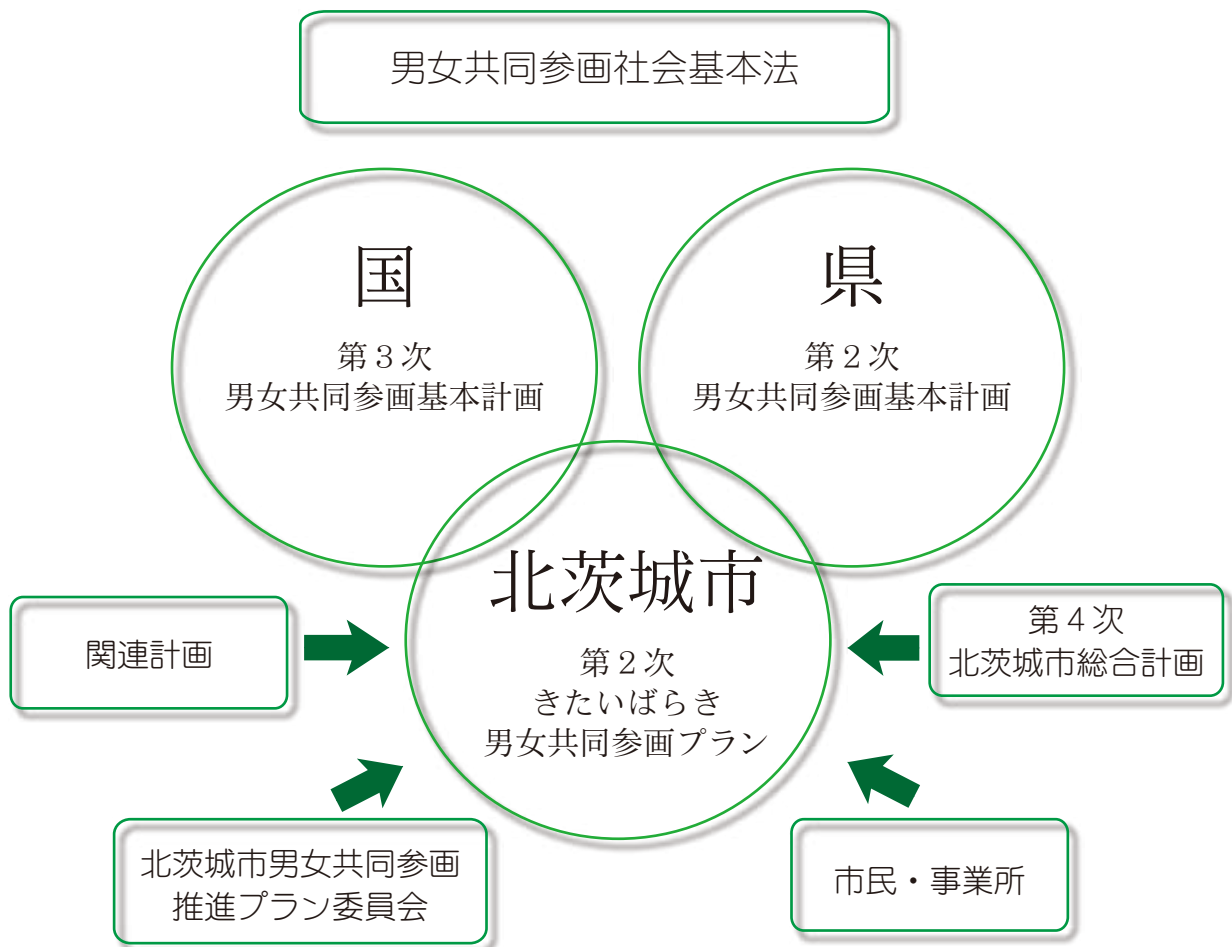 男女共同参画社会基本法
国
第３次
男女共同参画基本計画
県
第２次
男女共同参画基本計画
北茨城市
第２次
きたいばらき
男女共同参画プラン
関連計画
第４次
北茨城市総合計画
北茨城市男女共同参画
推進プラン委員会
市民・事業所